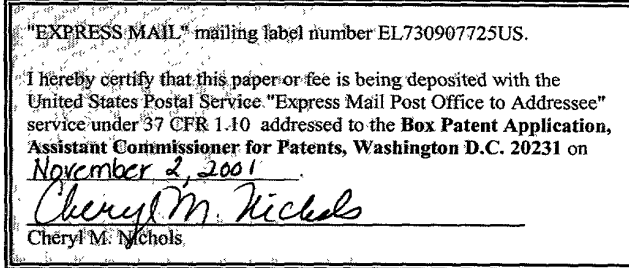 "EXPRESS MAIL" mailing label number EL730907725US.
I hereby certify that this paper or fee is being deposited with the
United States Postal Service "Express Mail Post Office to Addressee"
service under 37 CFR 1.10 addressed to the Box Patent Application,
Assistant Commissioner for Patents, Washington D.C. 20231 on
November 2, 2001.
Cheryl M. Nichols
Cheryl M. Nichols